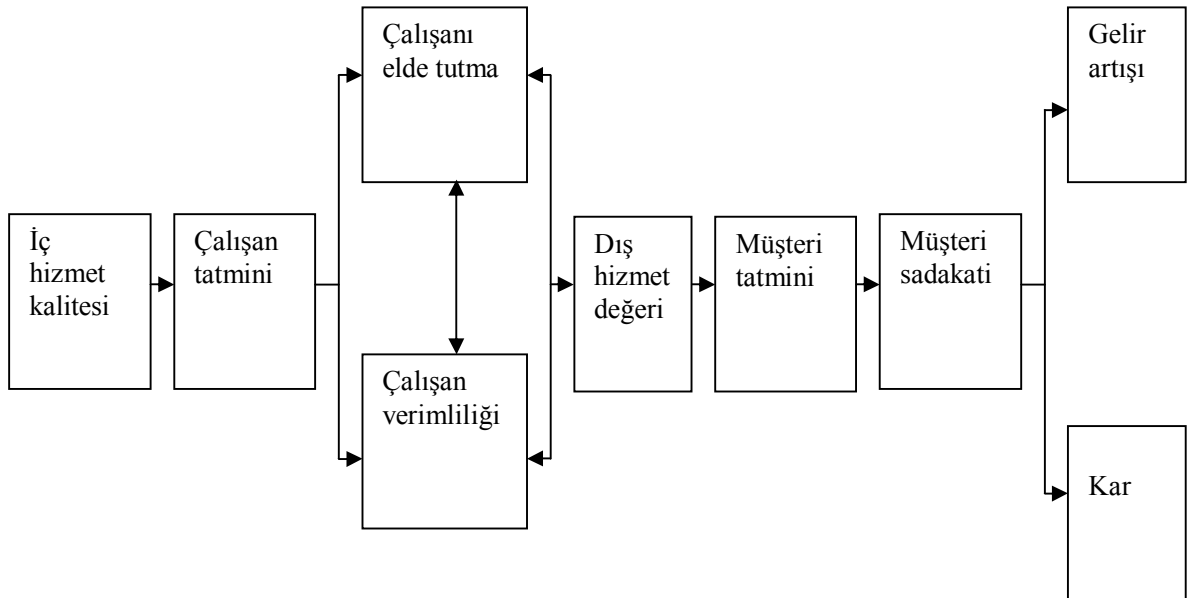 İç
hizmet
kalitesi
Çalışan
tatmini
Çalışanı
elde tutma
Çalışan
verimliliği
Dış
hizmet
değeri
Müşteri
tatmini
Müşteri
sadakati
Gelir
artışı
Kar